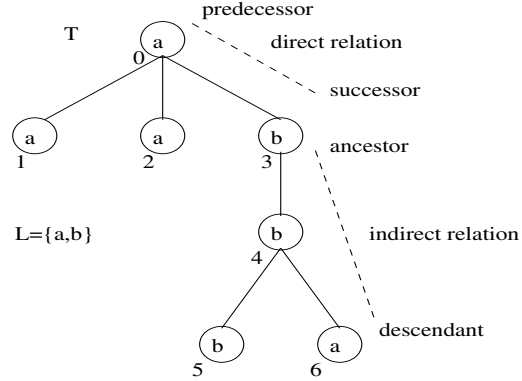 predecessor
T
a
direct relation
0
successor
a
a
b
ancestor
1
2
3
L={a,b}
b
indirect relation
4
descendant
b
a
5
6